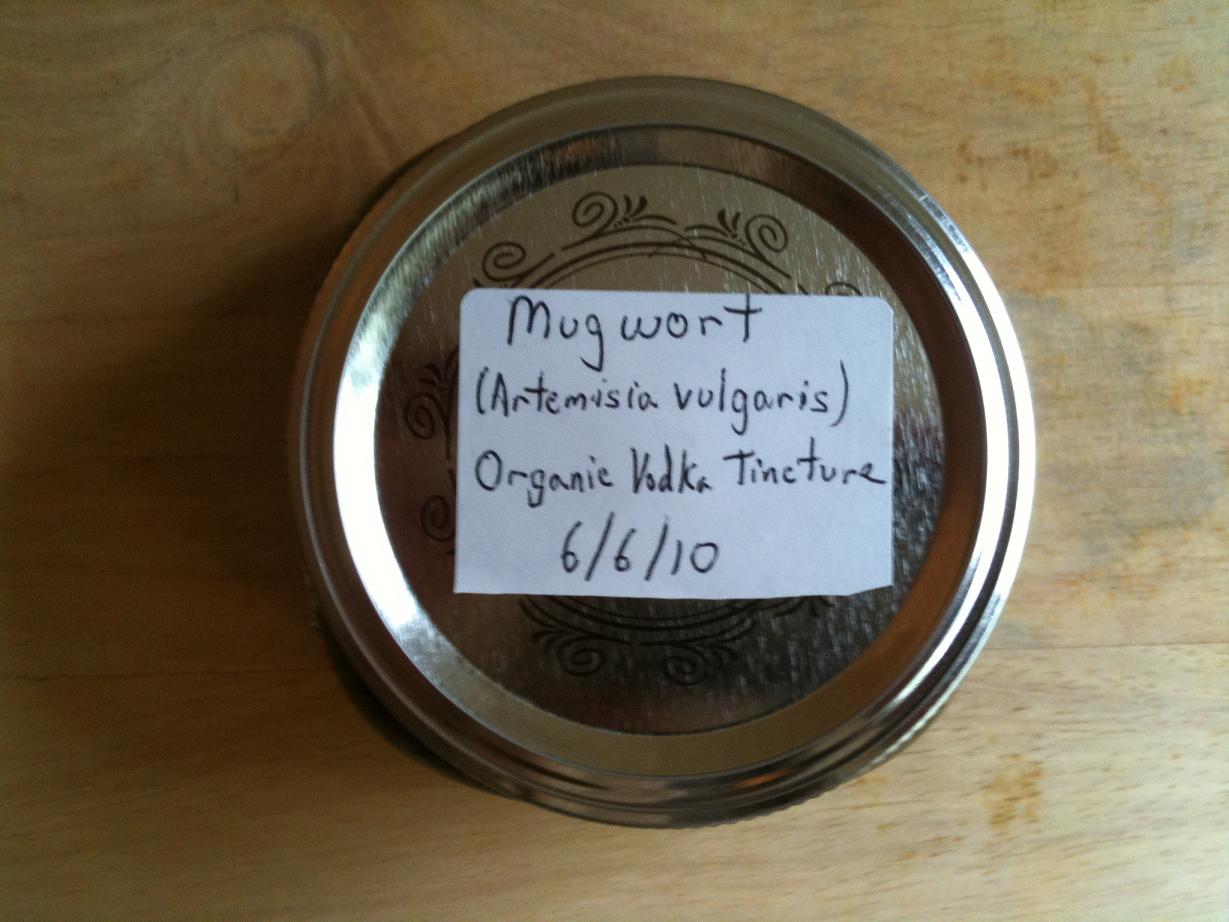 Mugwort
(Artemisia vulgaris)
Organic Vodka Tincture
6/6/10